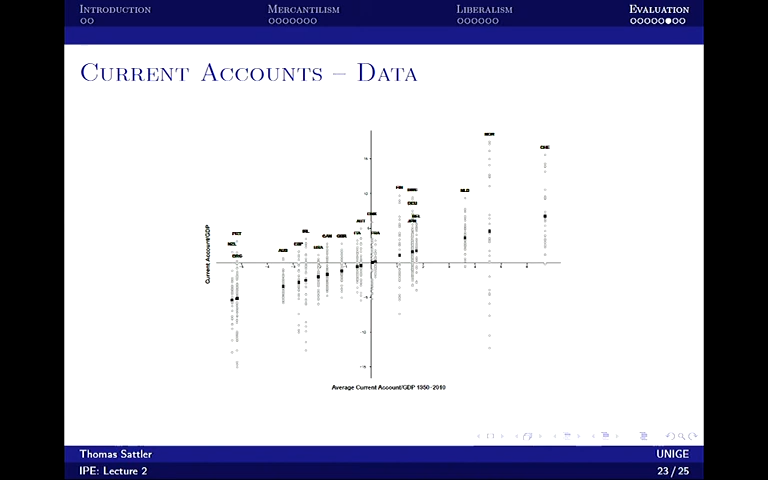 INTRODUCTION
MERCANTILISM
LIBERALISM
EVALUATION
CURRENT ACCOUNTS – DATA
NOR
CHE
FIN
NLD
DEU
BEL
JPN
DNK
AUT
ITA
FRA
PRT
NZL
GRC
IRL
ESP
AUS
USA
CAN
GBR
Current Account/GDP
Average Current Account/GDP 1950-2010
Thomas Sattler
UNIGE
IPE: Lecture 2
23 / 25